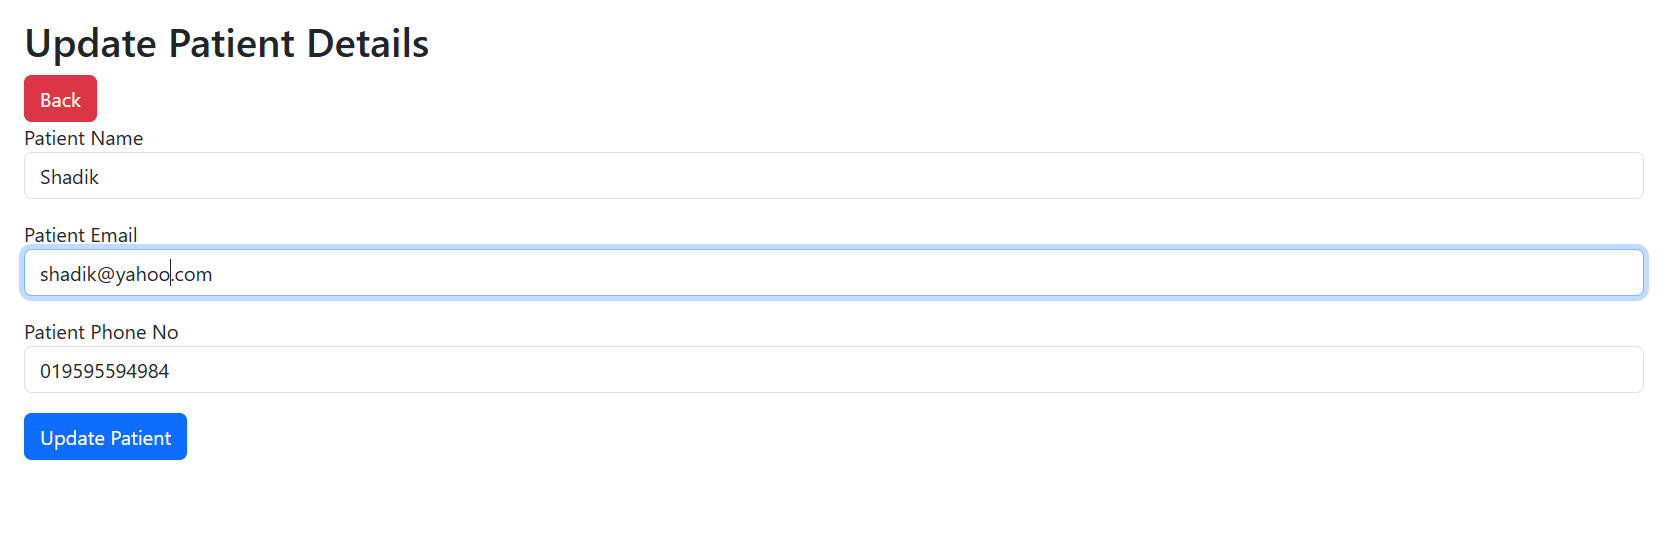 Update Patient Details
Back
Patient Name
Shadik
Patient Email
shadik@yahoo.com
Patient Phone No
019595594984
Update Patient